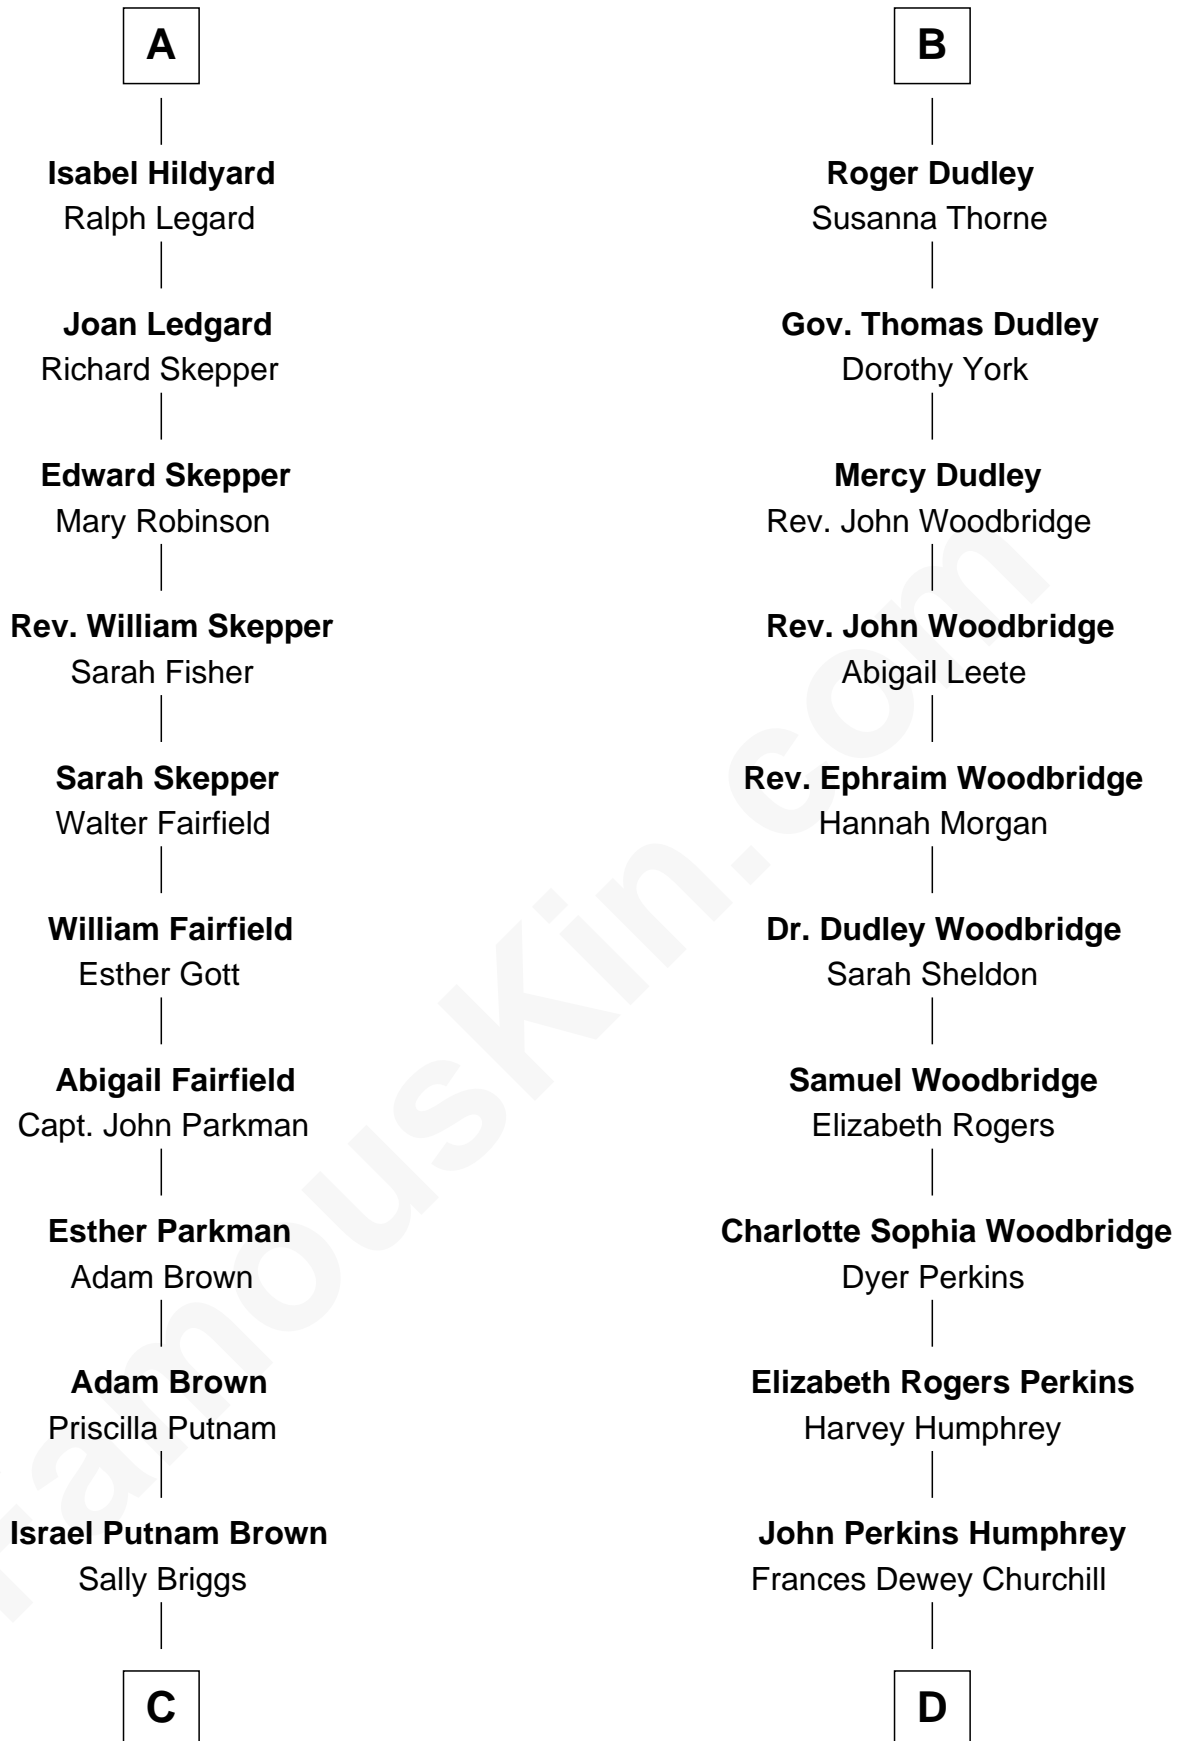 A
Isabel Hildyard
Ralph Legard
Joan Ledgard
Richard Skepper
Edward Skepper
Mary Robinson
Rev. William Skepper
Sarah Fisher
Sarah Skepper
Walter Fairfield
William Fairfield
Esther Gott
Abigail Fairfield
Capt. John Parkman
Esther Parkman
Adam Brown
Adam Brown
Priscilla Putnam
Israel Putnam Brown
Sally Briggs
C
B
Roger Dudley
Susanna Thorne
Gov. Thomas Dudley
Dorothy York
Mercy Dudley
Rev. John Woodbridge
Rev. John Woodbridge
Abigail Leete
Rev. Ephraim Woodbridge
Hannah Morgan
Dr. Dudley Woodbridge
Sarah Sheldon
Samuel Woodbridge
Elizabeth Rogers
Charlotte Sophia Woodbridge
Dyer Perkins
Elizabeth Rogers Perkins
Harvey Humphrey
John Perkins Humphrey
Frances Dewey Churchill
D
FamousKin.com